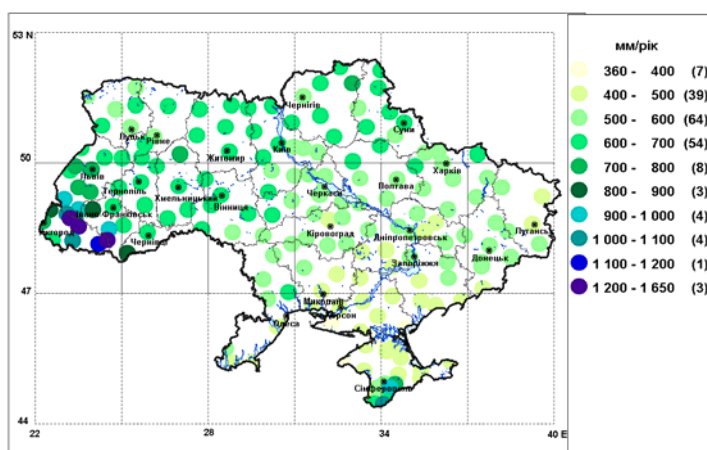 53 N
50
47
44
22
28
34
40 E
Чернігів
Суми
Луцьк
Рівне
Київ
Житомир
Харків
Львів
Полтава
Тернопіль
Хмельницький
Черкаси
Вінниця
Івано-Франківськ
Луганськ
Ужгород
Чернівці
Кіровоград
Дніпропетровськ
Донецьк
Запоріжжя
Миколаїв
Херсон
Одеса
Сімферополь
мм/рік
360 - 400 (7)
400 - 500 (39)
500 - 600 (64)
600 - 700 (54)
700 - 800 (8)
800 - 900 (3)
900 - 1 000 (4)
1 000 - 1 100 (4)
1 100 - 1 200 (1)
1 200 - 1 650 (3)